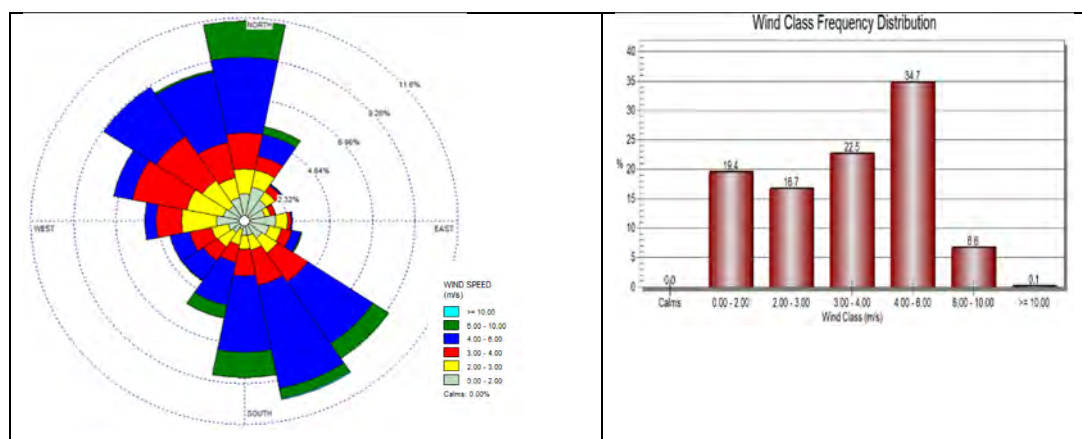 NORTH
11.6%
9.28%
6.96%
4.64%
2.32%
WEST
EAST
SOUTH
WIND SPEED
(m/s)
>= 10.00
6.00 - 10.00
4.00 - 6.00
3.00 - 4.00
2.00 - 3.00
0.00 - 2.00
Calms: 0.00%
Wind Class Frequency Distribution
40
35
30
25
20
15
10
5
0
%
0.0
19.4
16.7
22.5
34.7
6.6
0.1
Calms
0.00 - 2.00
2.00 - 3.00
3.00 - 4.00
4.00 - 6.00
6.00 - 10.00
>= 10.00
Wind Class (m/s)